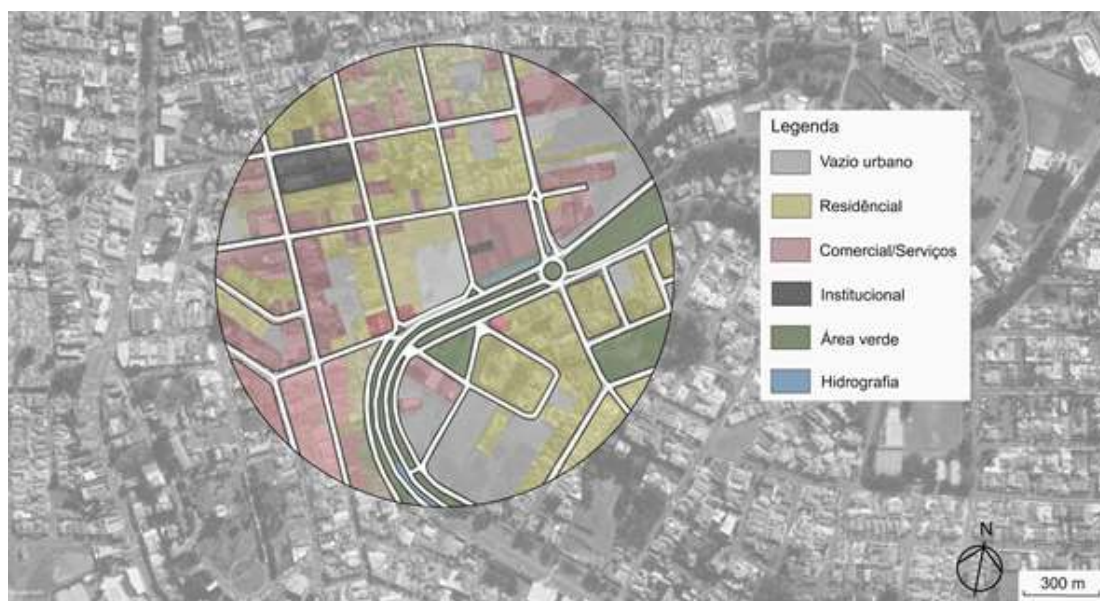 Legenda
Vazio urbano
Residêncial
Comercial/Serviços
Institucional
Área verde
Hidrografia
N
300 m